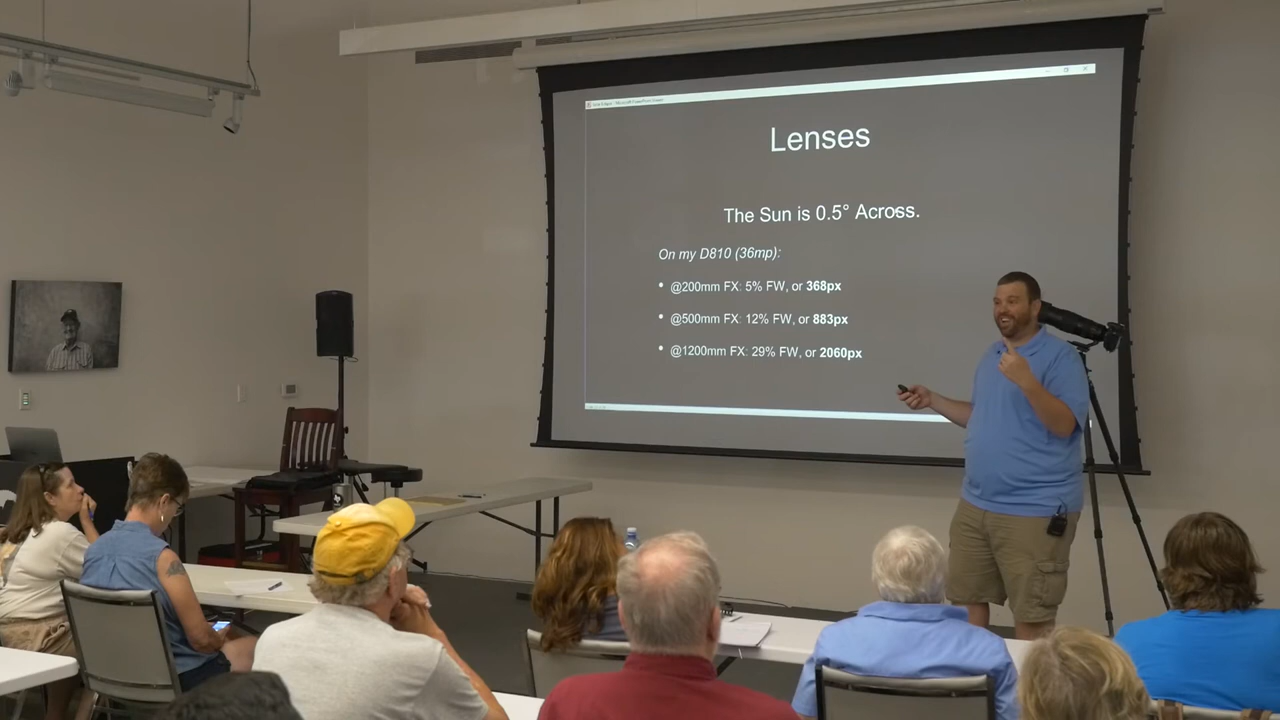 Lenses
The Sun is 0.5° Across.
On my D810 (36mp):
• @200mm FX: 5% FW, or 368px
• @500mm FX: 12% FW, or 883px
• @1200mm FX: 29% FW, or 2060px